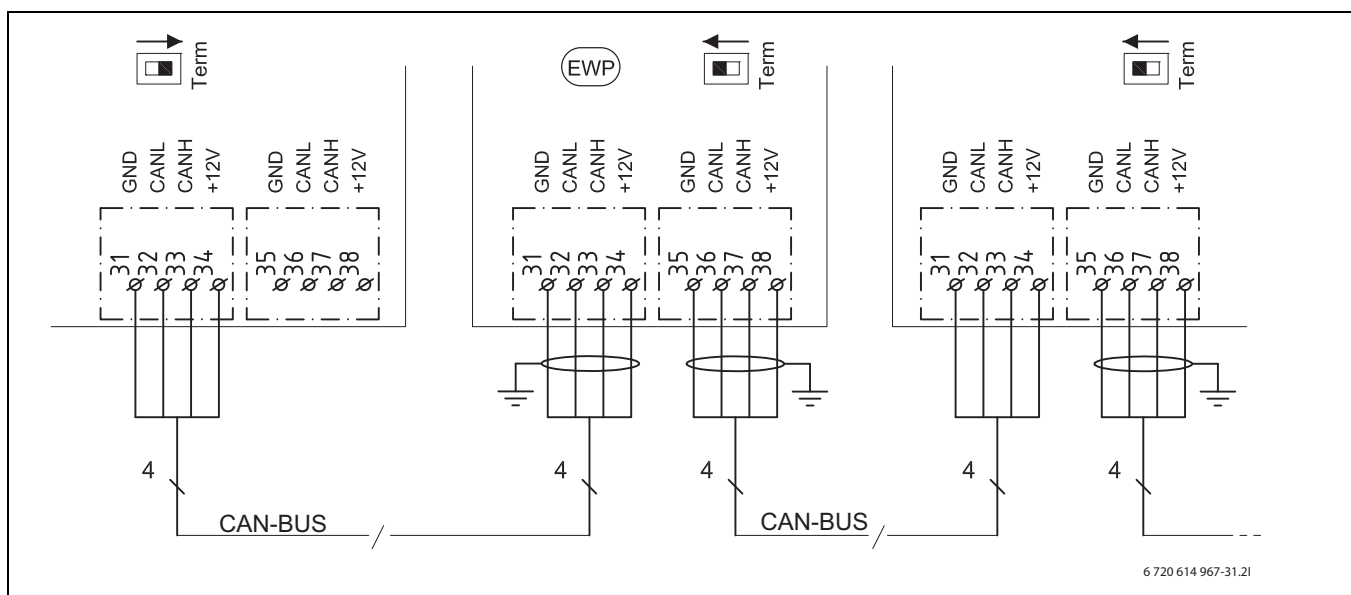 Term EWP Term Term
GND CANL CANH +12V GND CANL CANH +12V GND CANL CANH +12V GND CANL CANH +12V GND CANL CANH +12V GND CANL CANH +12V
31 32 33 34 35 36 37 38 31 32 33 34 35 36 37 38 31 32 33 34 35 36 37 38
4 4 4 4 4
CAN-BUS CAN-BUS
6 720 614 967-31.2I